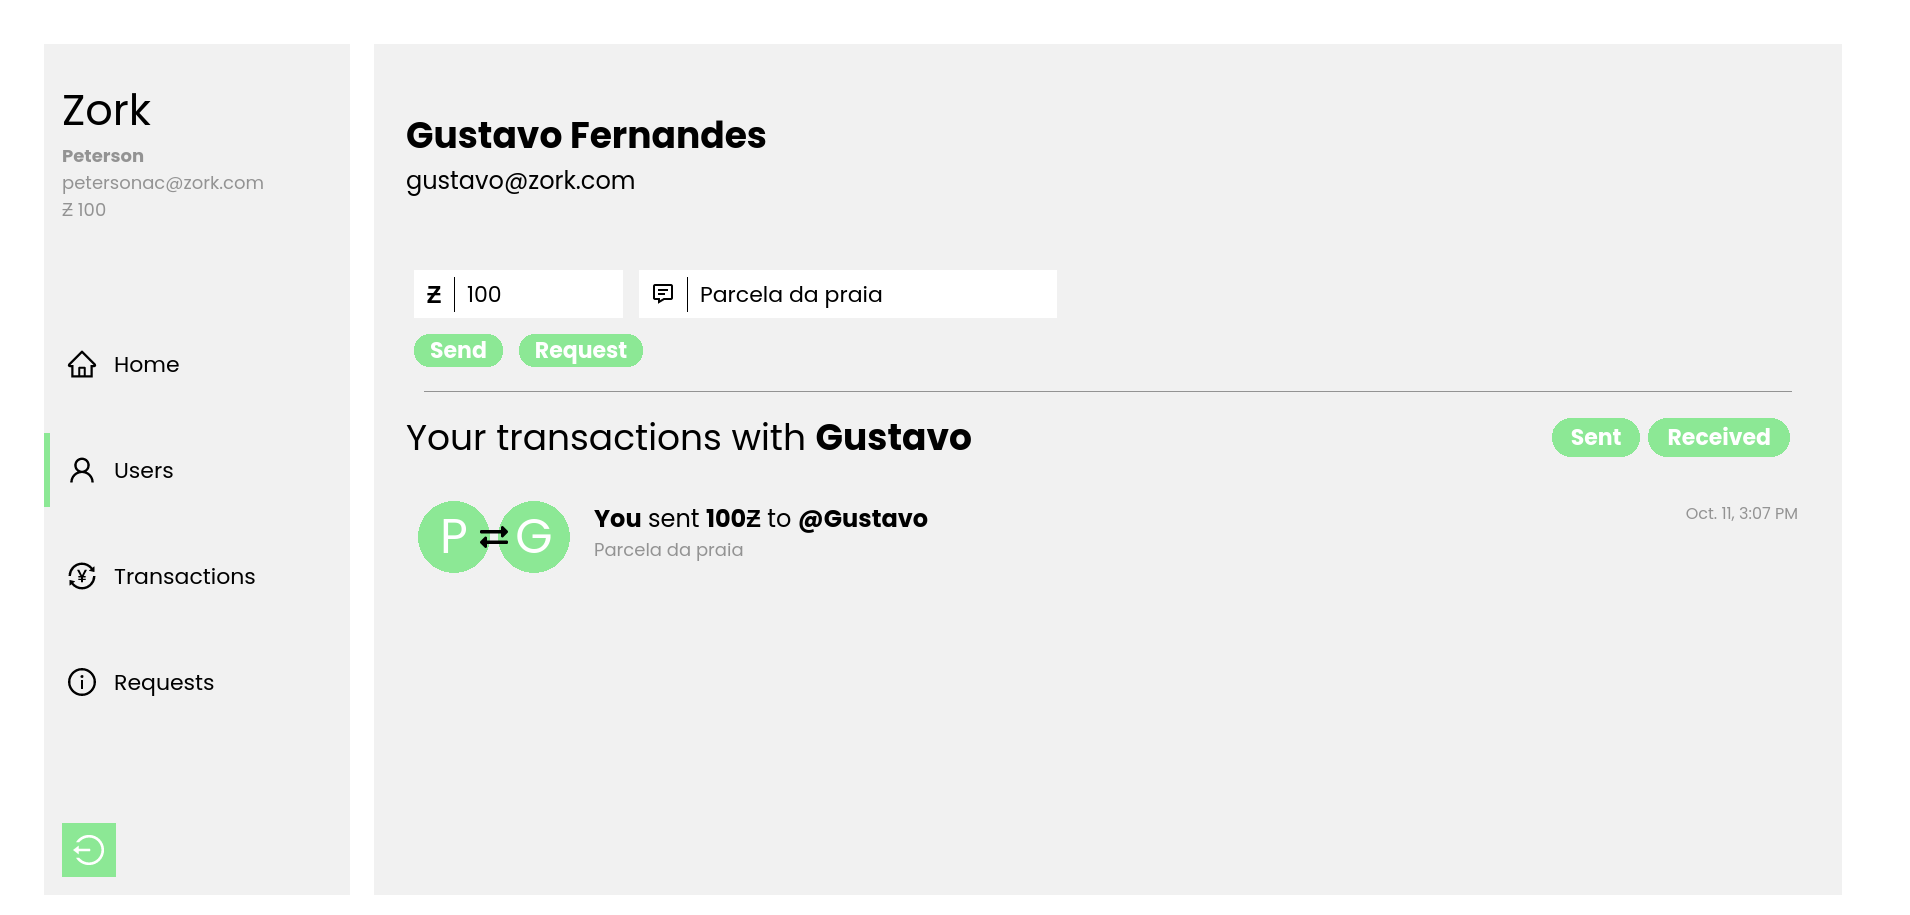 Zork
Peterson
petersonac@zork.com
Ƶ 100
Home
Users
Transactions
Requests
Gustavo Fernandes
gustavo@zork.com
Ƶ 100
Parcela da praia
Send Request
Your transactions with Gustavo
Sent Received
P G
You sent 100Ƶ to @Gustavo
Parcela da praia
Oct. 11, 3:07 PM